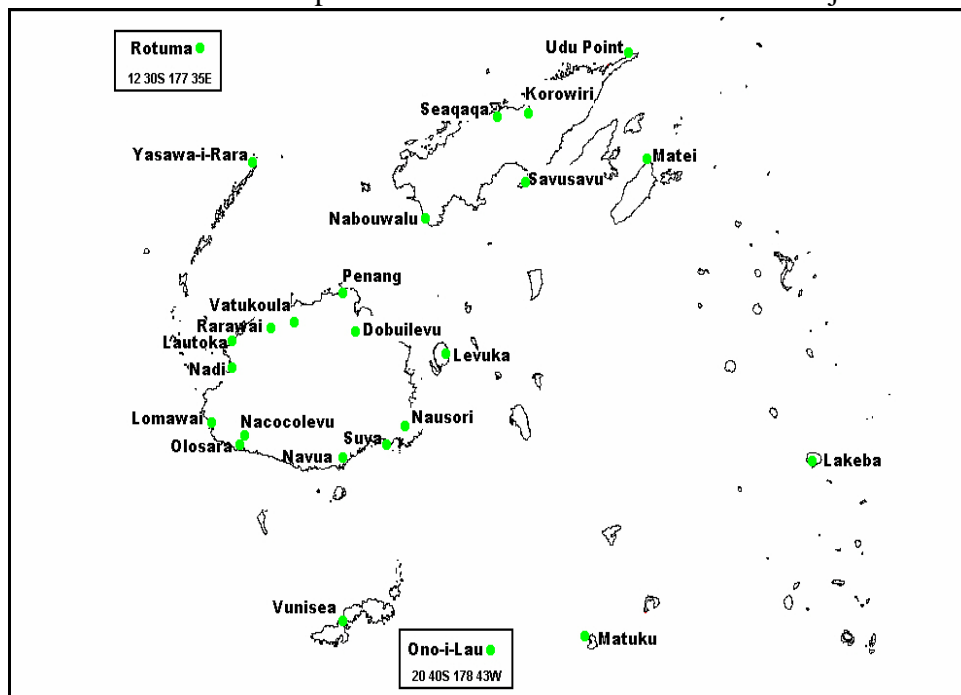 Rotuma
12 30S 177 35E
Udu Point
Korowiri
Seaqaqa
Yasawa-i-Rara
Matei
Savusavu
Nabouwalu
Penang
Vatukoula
Rarawai
Dobuilevu
Lautoka
Levuka
Nadi
Lomawai
Nacocolevu
Nausori
Olosara
Suva
Navua
Lakeba
Vunisea
Ono-i-Lau
20 40S 178 43W
Matuku